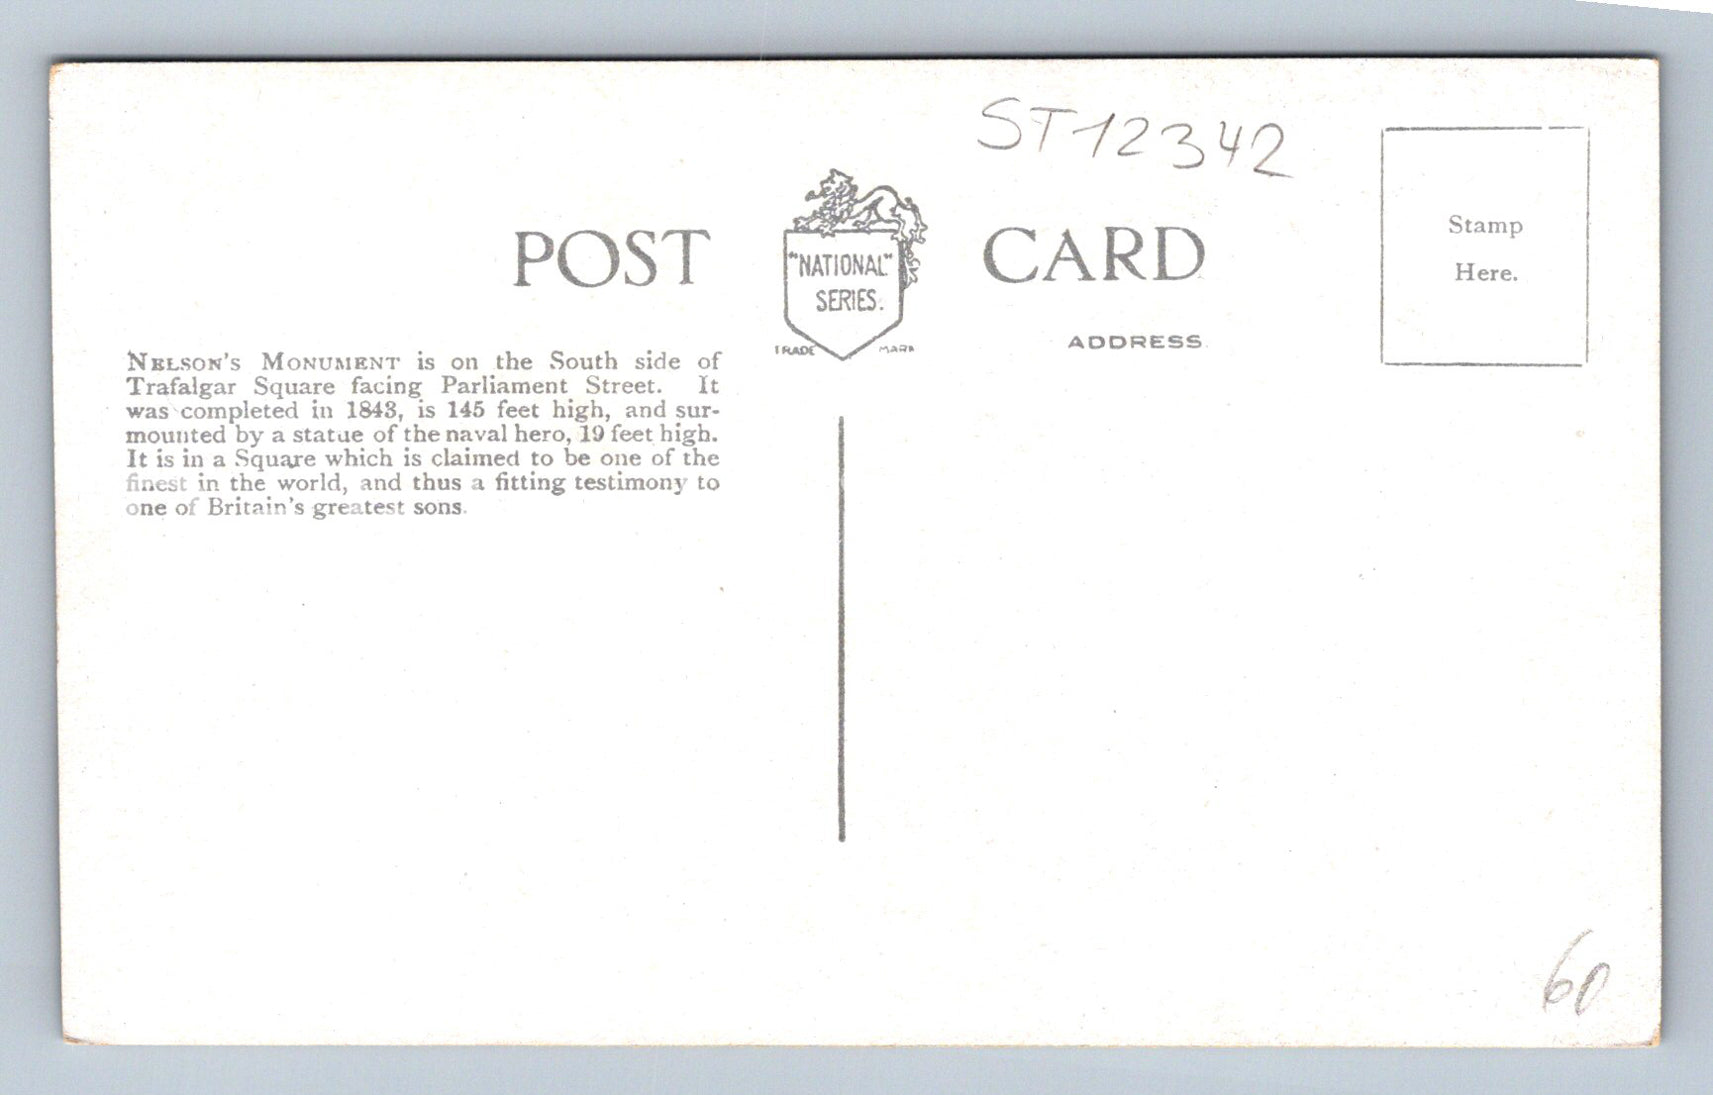 ST12342
POST CARD
"NATIONAL"
SERIES.
TRADE MARK
ADDRESS
Stamp
Here.
NELSON'S MONUMENT is on the South side of
Trafalgar Square facing Parliament Street. It
was completed in 1843, is 145 feet high, and sur-
mounted by a statue of the naval hero, 19 feet high.
It is in a Square which is claimed to be one of the
finest in the world, and thus a fitting testimony to
one of Britain's greatest sons.
60